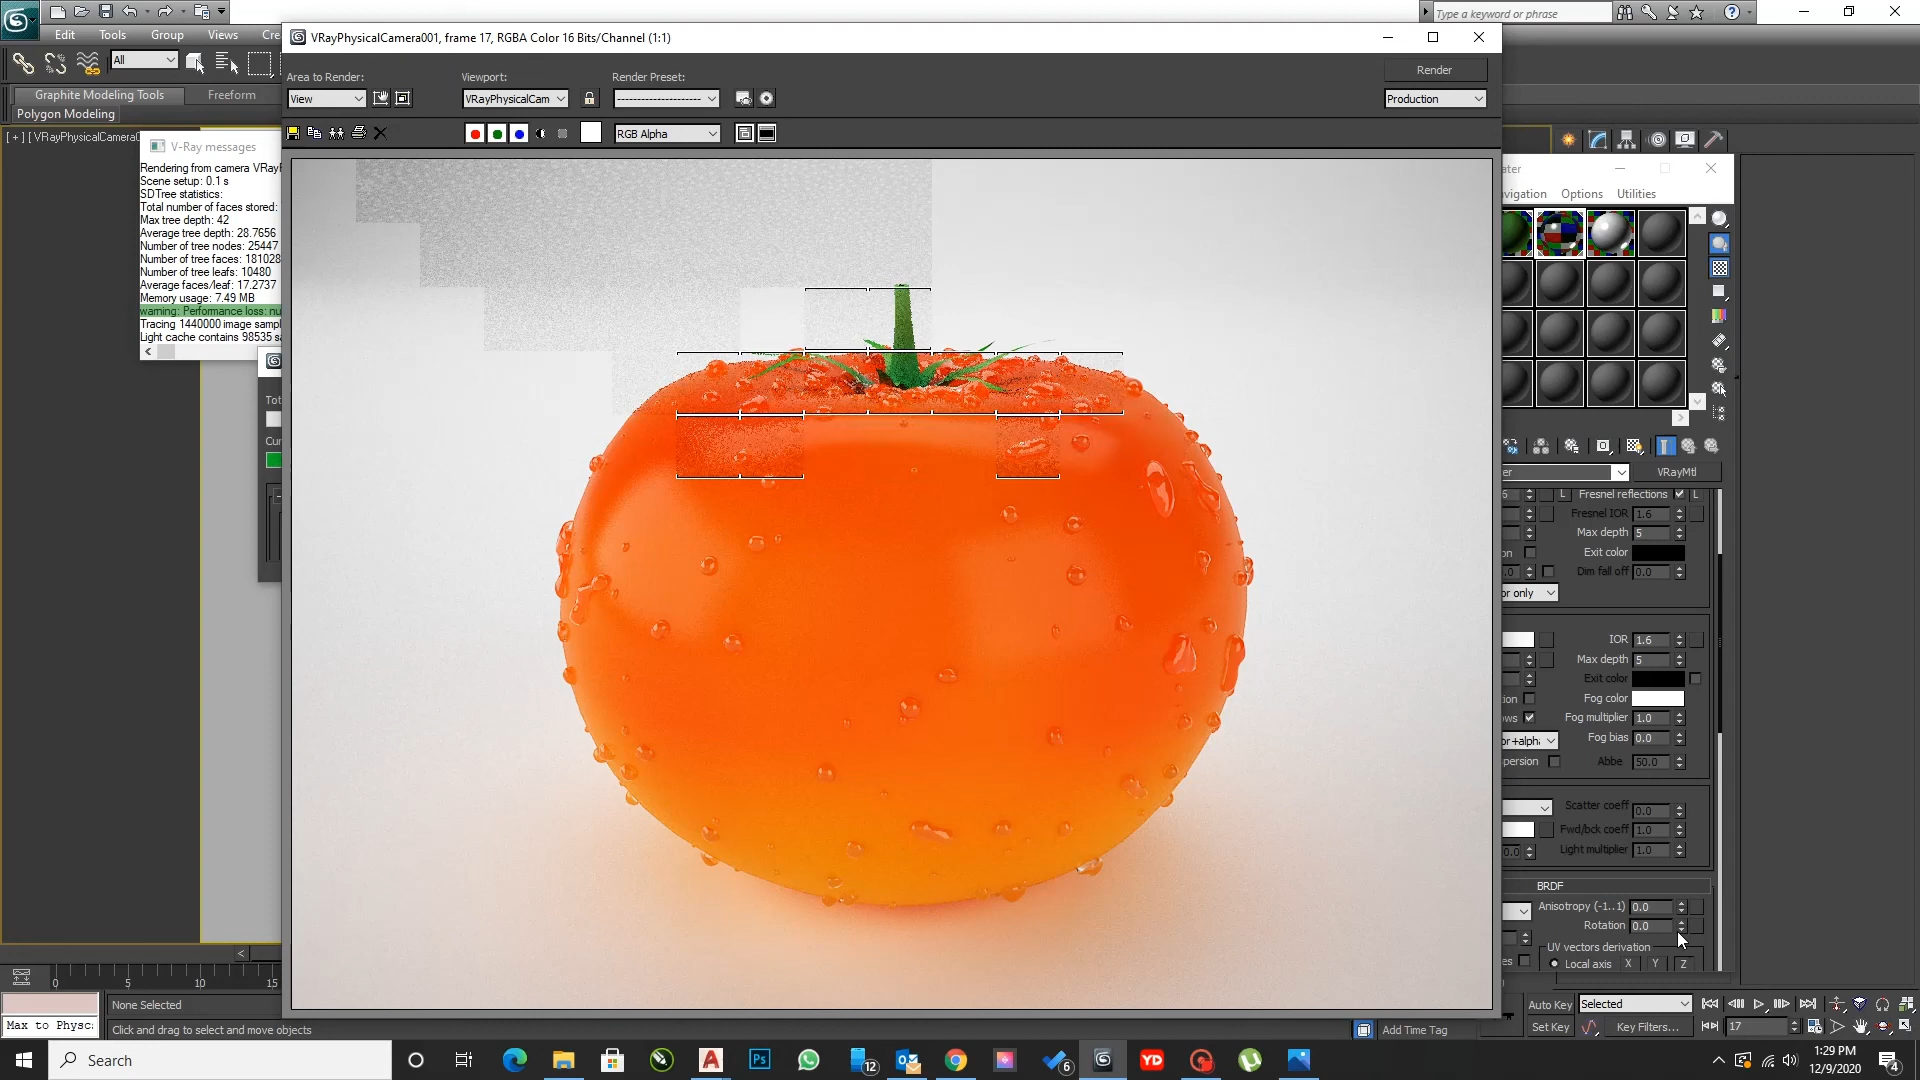 Type a keyword or phrase
Edit
Tools
Group
Views
VRayPhysicalCamera001, frame 17, RGBA Color 16 Bits/Channel (1:1)
All
Area to Render:
Viewport:
Render Preset:
Render
View
VRayPhysicalCam
Production
RGB Alpha
Graphite Modeling Tools
Freeform
Polygon Modeling
V-Ray messages
Scene setup: 0.1 s
SDTree statistics:
Total number of faces stored:
Max tree depth: 42
Average tree depth: 28.7656
Number of tree nodes: 25447
Number of tree faces: 181028
Number of tree leafs: 10480
Average faces/leaf: 17.2737
Memory usage: 7.49 MB
warning: Performance loss: nu
Tracing 1440000 image sampl
Light cache contains 98535 sa
Options
Utilities
VRayMtl
L
Fresnel reflections
L
Fresnel IOR
1.6
Max depth
5
Exit color
Dim fall off
0.0
IOR
1.6
Max depth
5
Exit color
Fog color
Fog multiplier
1.0
Fog bias
0.0
Abbe
50.0
Scatter coeff
0.0
Fwd/bck coeff
1.0
Light multiplier
1.0
BRDF
Anisotropy (-1..1)
0.0
Rotation
0.0
UV vectors derivation
Local axis
X
Y
Z
0
5
10
15
None Selected
Click and drag to select and move objects
Add Time Tag
Auto Key
Selected
Set Key
Key Filters...
17
Search
12
6
1:29 PM
12/9/2020
4